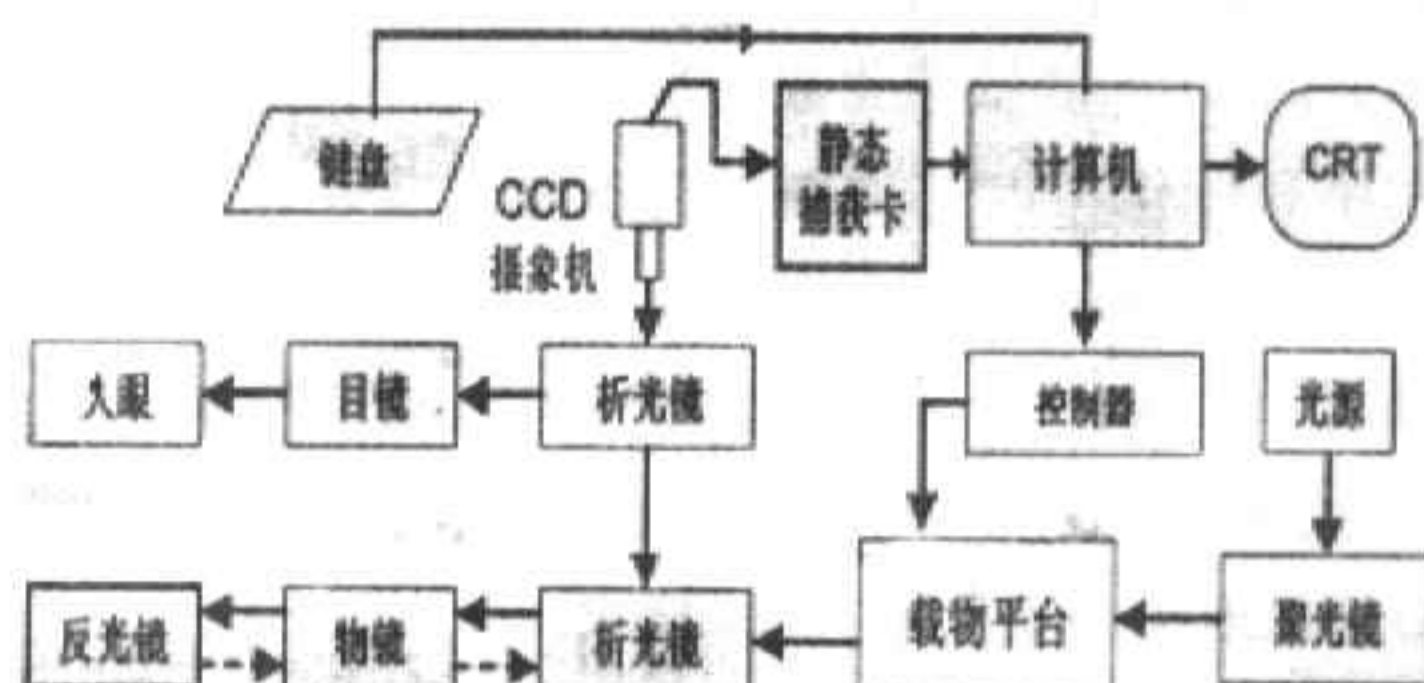 键盘
CCD
摄象机
静态
捕获卡
计算机
CRT
人眼
目镜
折光镜
控制器
光源
反光镜
物镜
折光镜
载物平台
聚光镜